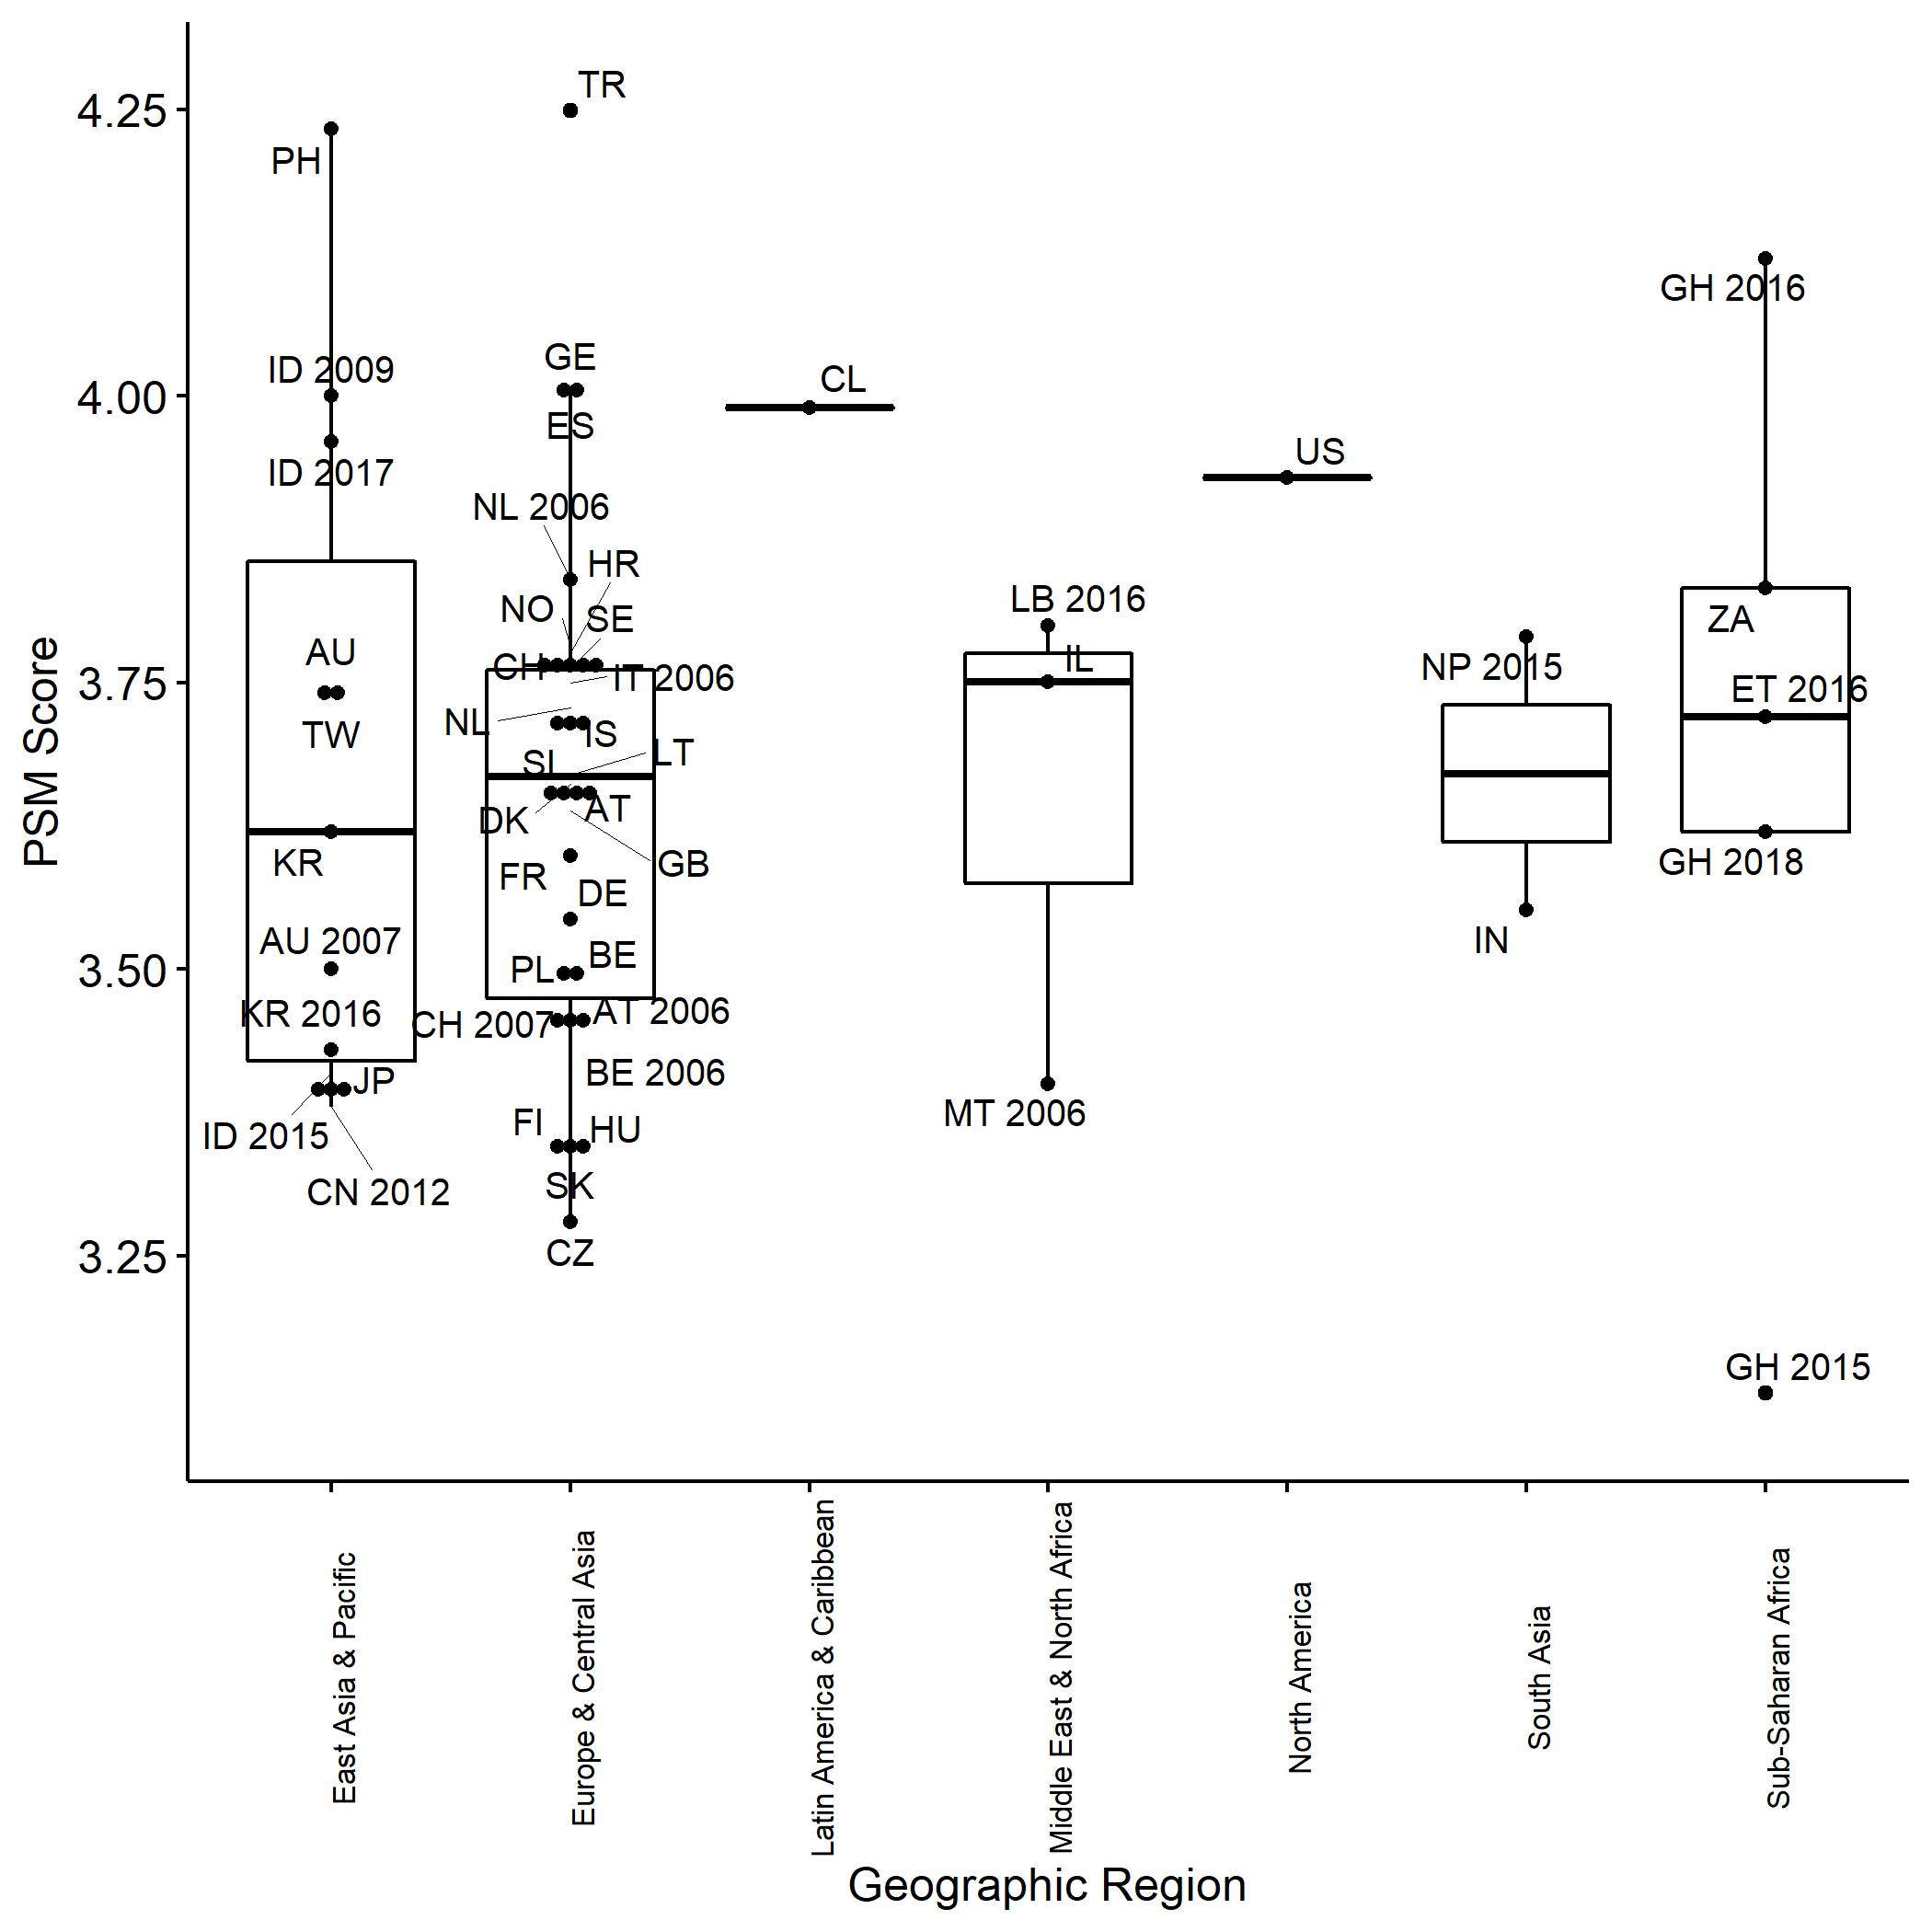 PSM Score
4.25
4.00
3.75
3.50
3.25
TR
PH
GH 2016
GE
ID 2009
CL
ES
US
ID 2017
NL 2006
HR
LB 2016
NO
SE
ZA
AU
IL
CH
NP 2015
IT 2006
ET 2016
NL
IS
TW
LT
SI
AT
DK
KR
GB
GH 2018
FR
DE
AU 2007
IN
BE
PL
AT 2006
KR 2016
CH 2007
BE 2006
JP
MT 2006
FI
HU
ID 2015
SK
CN 2012
CZ
GH 2015
East Asia & Pacific
Europe & Central Asia
Latin America & Caribbean
Middle East & North Africa
North America
South Asia
Sub-Saharan Africa
Geographic Region